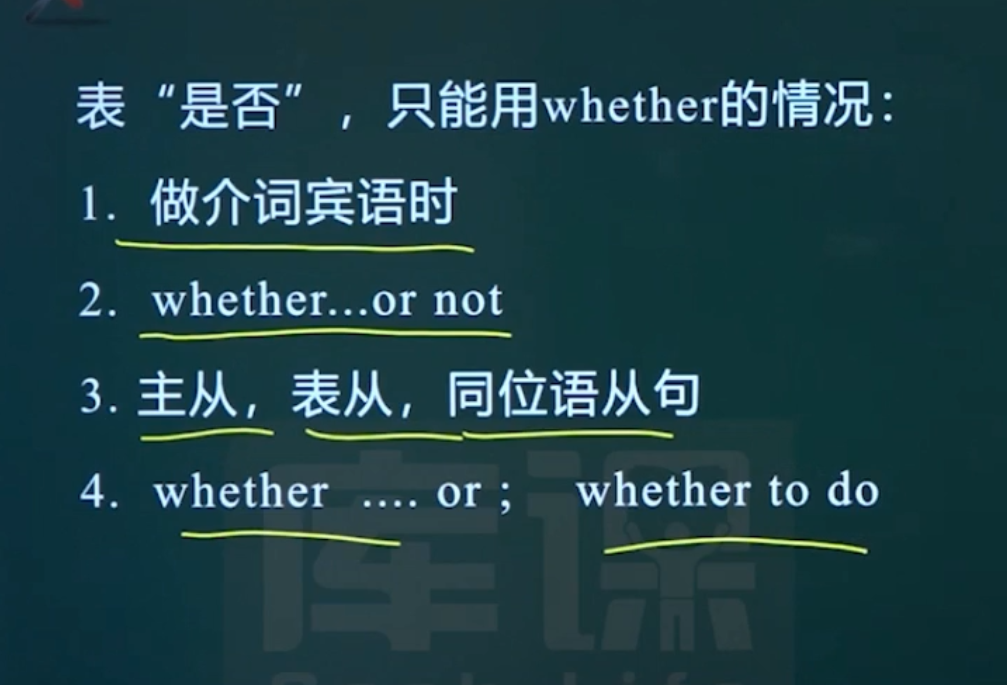 表“是否”，只能用whether的情况：
1. 做介词宾语时
2. whether...or not
3. 主从，表从，同位语从句
4. whether .... or ; whether to do
库课